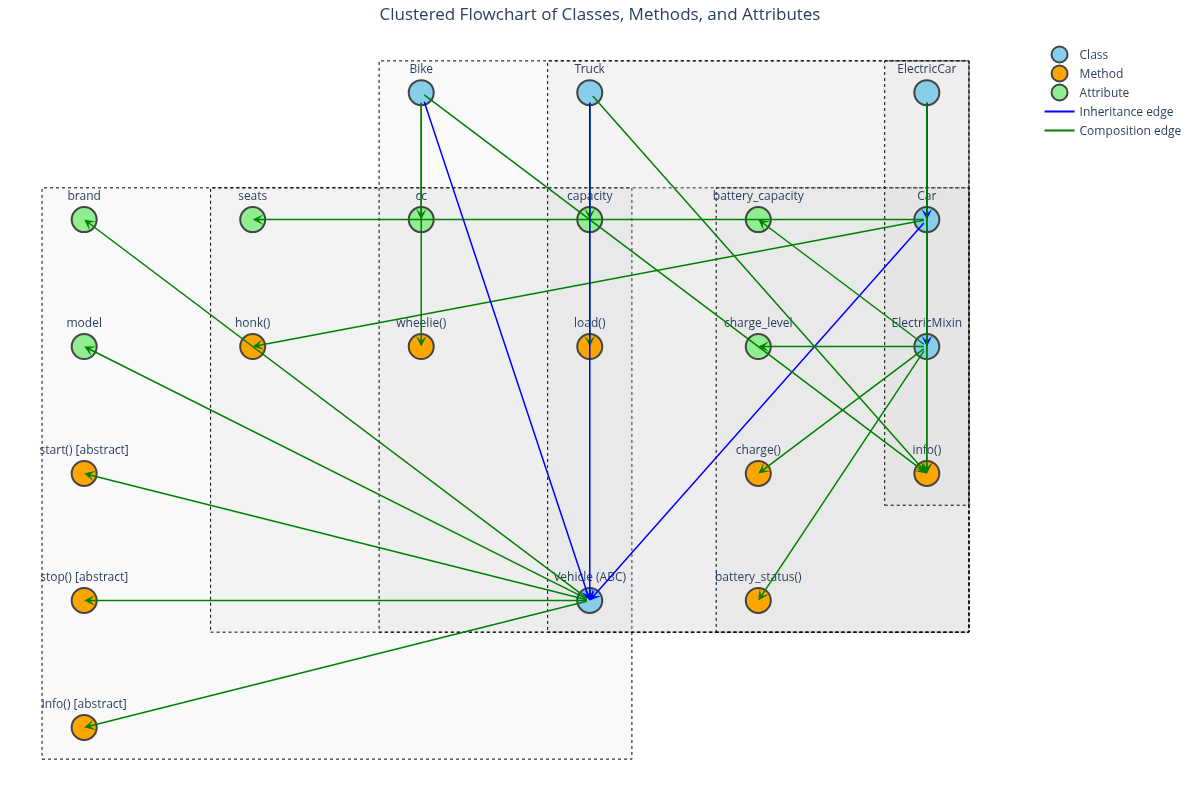 Clustered Flowchart of Classes, Methods, and Attributes
Class
Method
Attribute
Inheritance edge
Composition edge
Bike
Truck
ElectricCar
brand
seats
cc
capacity
battery_capacity
Car
model
honk()
wheelie()
load()
charge_level
ElectricMixin
start() [abstract]
charge()
info()
stop() [abstract]
Vehicle (ABC)
battery_status()
info() [abstract]